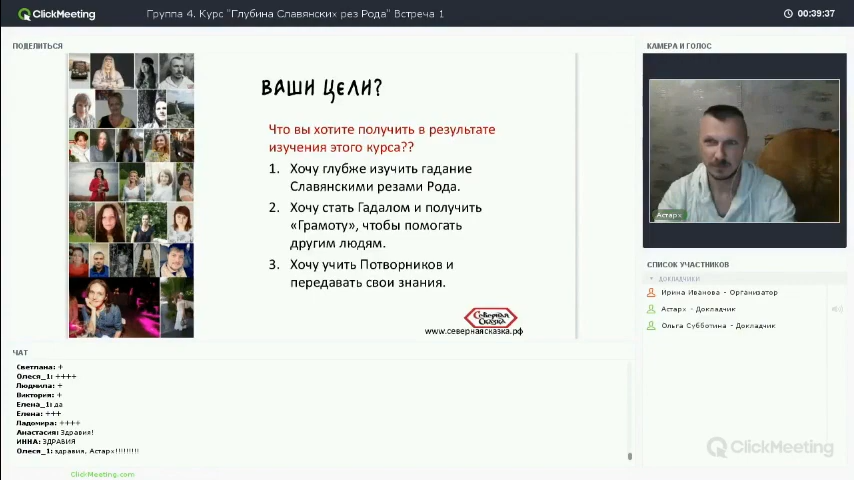 ClickMeeting
Группа 4. Курс "Глубина Славянских рез Рода" Встреча 1
00:39:37
ПОДЕЛИТЬСЯ
ВАШИ ЦЕЛИ?
Что вы хотите получить в результате
изучения этого курса??
1. Хочу глубже изучить гадание
Славянскими резами Рода.
2. Хочу стать Гадалом и получить
«Грамоту», чтобы помогать
другим людям.
3. Хочу учить Потворников и
передавать свои знания.
Северная
Сказка
www.севернаясказка.рф
КАМЕРА И ГОЛОС
Астарх
СПИСОК УЧАСТНИКОВ
ДОКЛАДЧИКИ
Ирина Иванова - Организатор
Астарх - Докладчик
Ольга Субботина - Докладчик
ЧАТ
Светлана: +
Олеся_1: ++++
Людмила: +
Виктория: +
Елена_1: да
Елена: +++
Ладомира: ++++
Анастасия: Здравия!
ИННА: ЗДРАВИЯ
Олеся_1: здравия, Астарх!!!!!!!!!
ClickMeeting.com
ClickMeeting